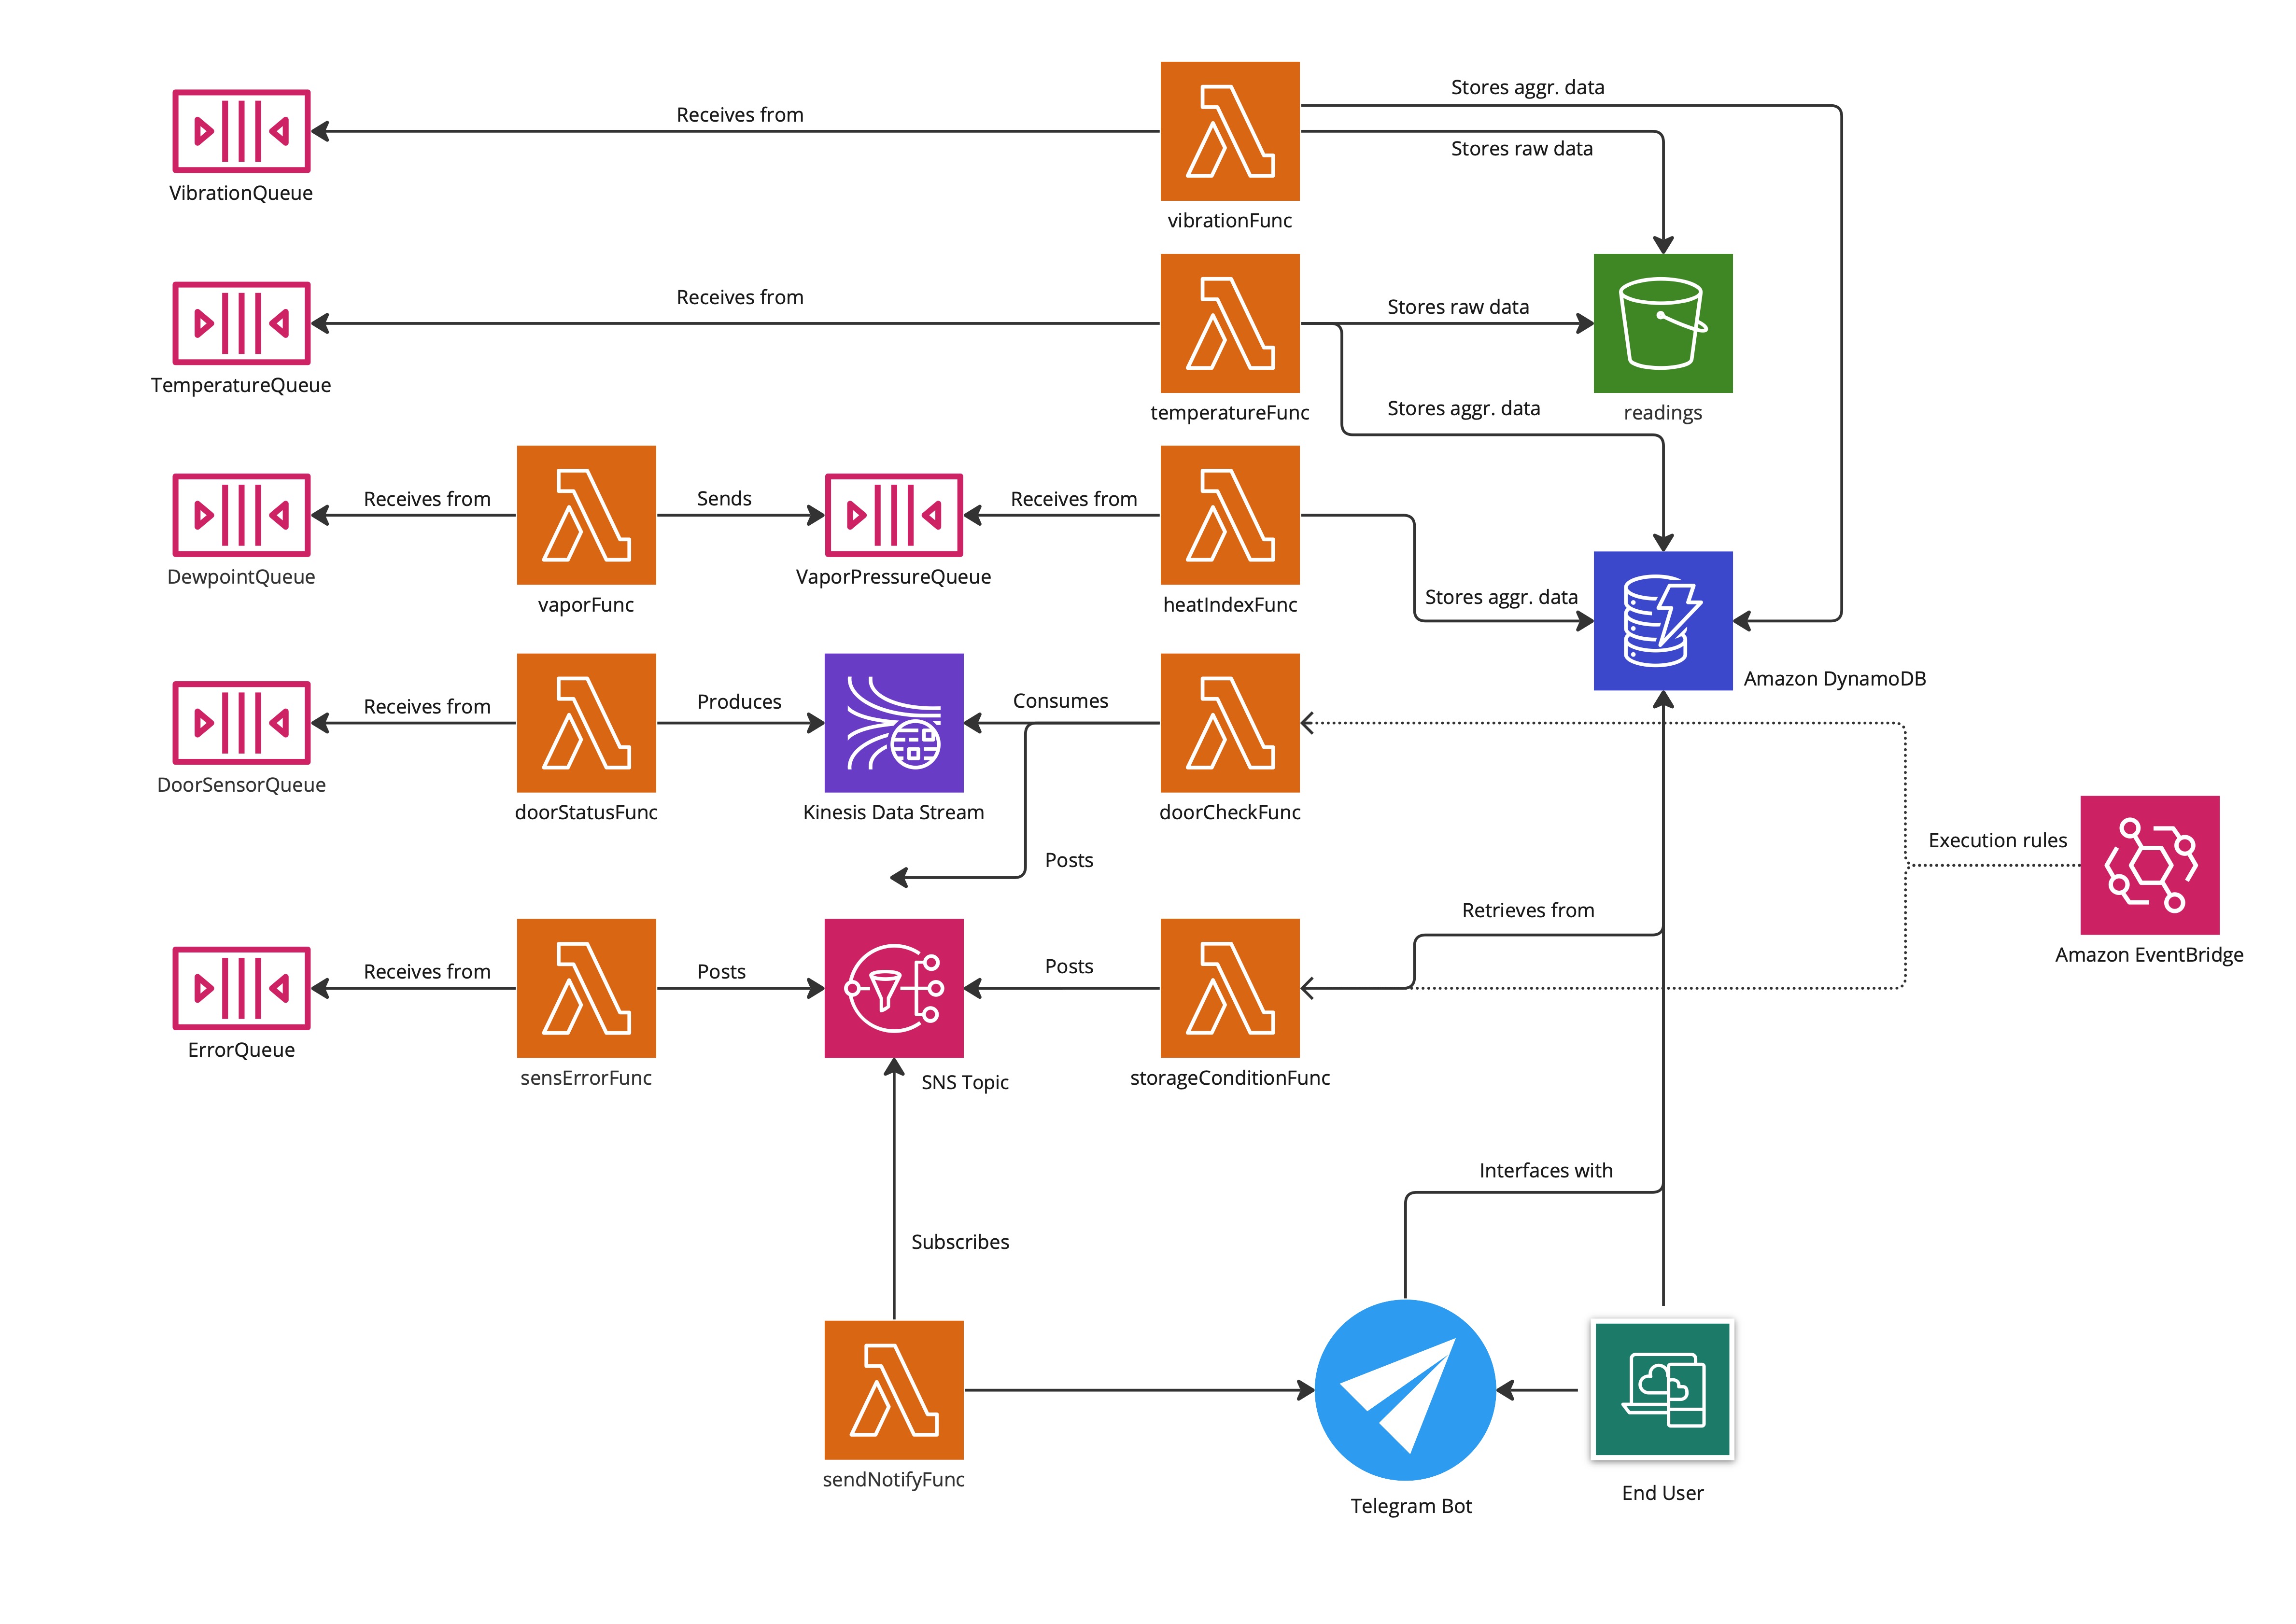 Stores aggr. data
Receives from
Stores raw data
VibrationQueue
vibrationFunc
Receives from
Stores raw data
TemperatureQueue
temperatureFunc
Stores aggr. data
readings
Receives from
Sends
Receives from
DewpointQueue
vaporFunc
VaporPressureQueue
heatIndexFunc
Stores aggr. data
Amazon DynamoDB
Receives from
Produces
Consumes
DoorSensorQueue
doorStatusFunc
Kinesis Data Stream
doorCheckFunc
Execution rules
Posts
Retrieves from
Amazon EventBridge
Receives from
Posts
Posts
ErrorQueue
sensErrorFunc
SNS Topic
storageConditionFunc
Interfaces with
Subscribes
sendNotifyFunc
Telegram Bot
End User